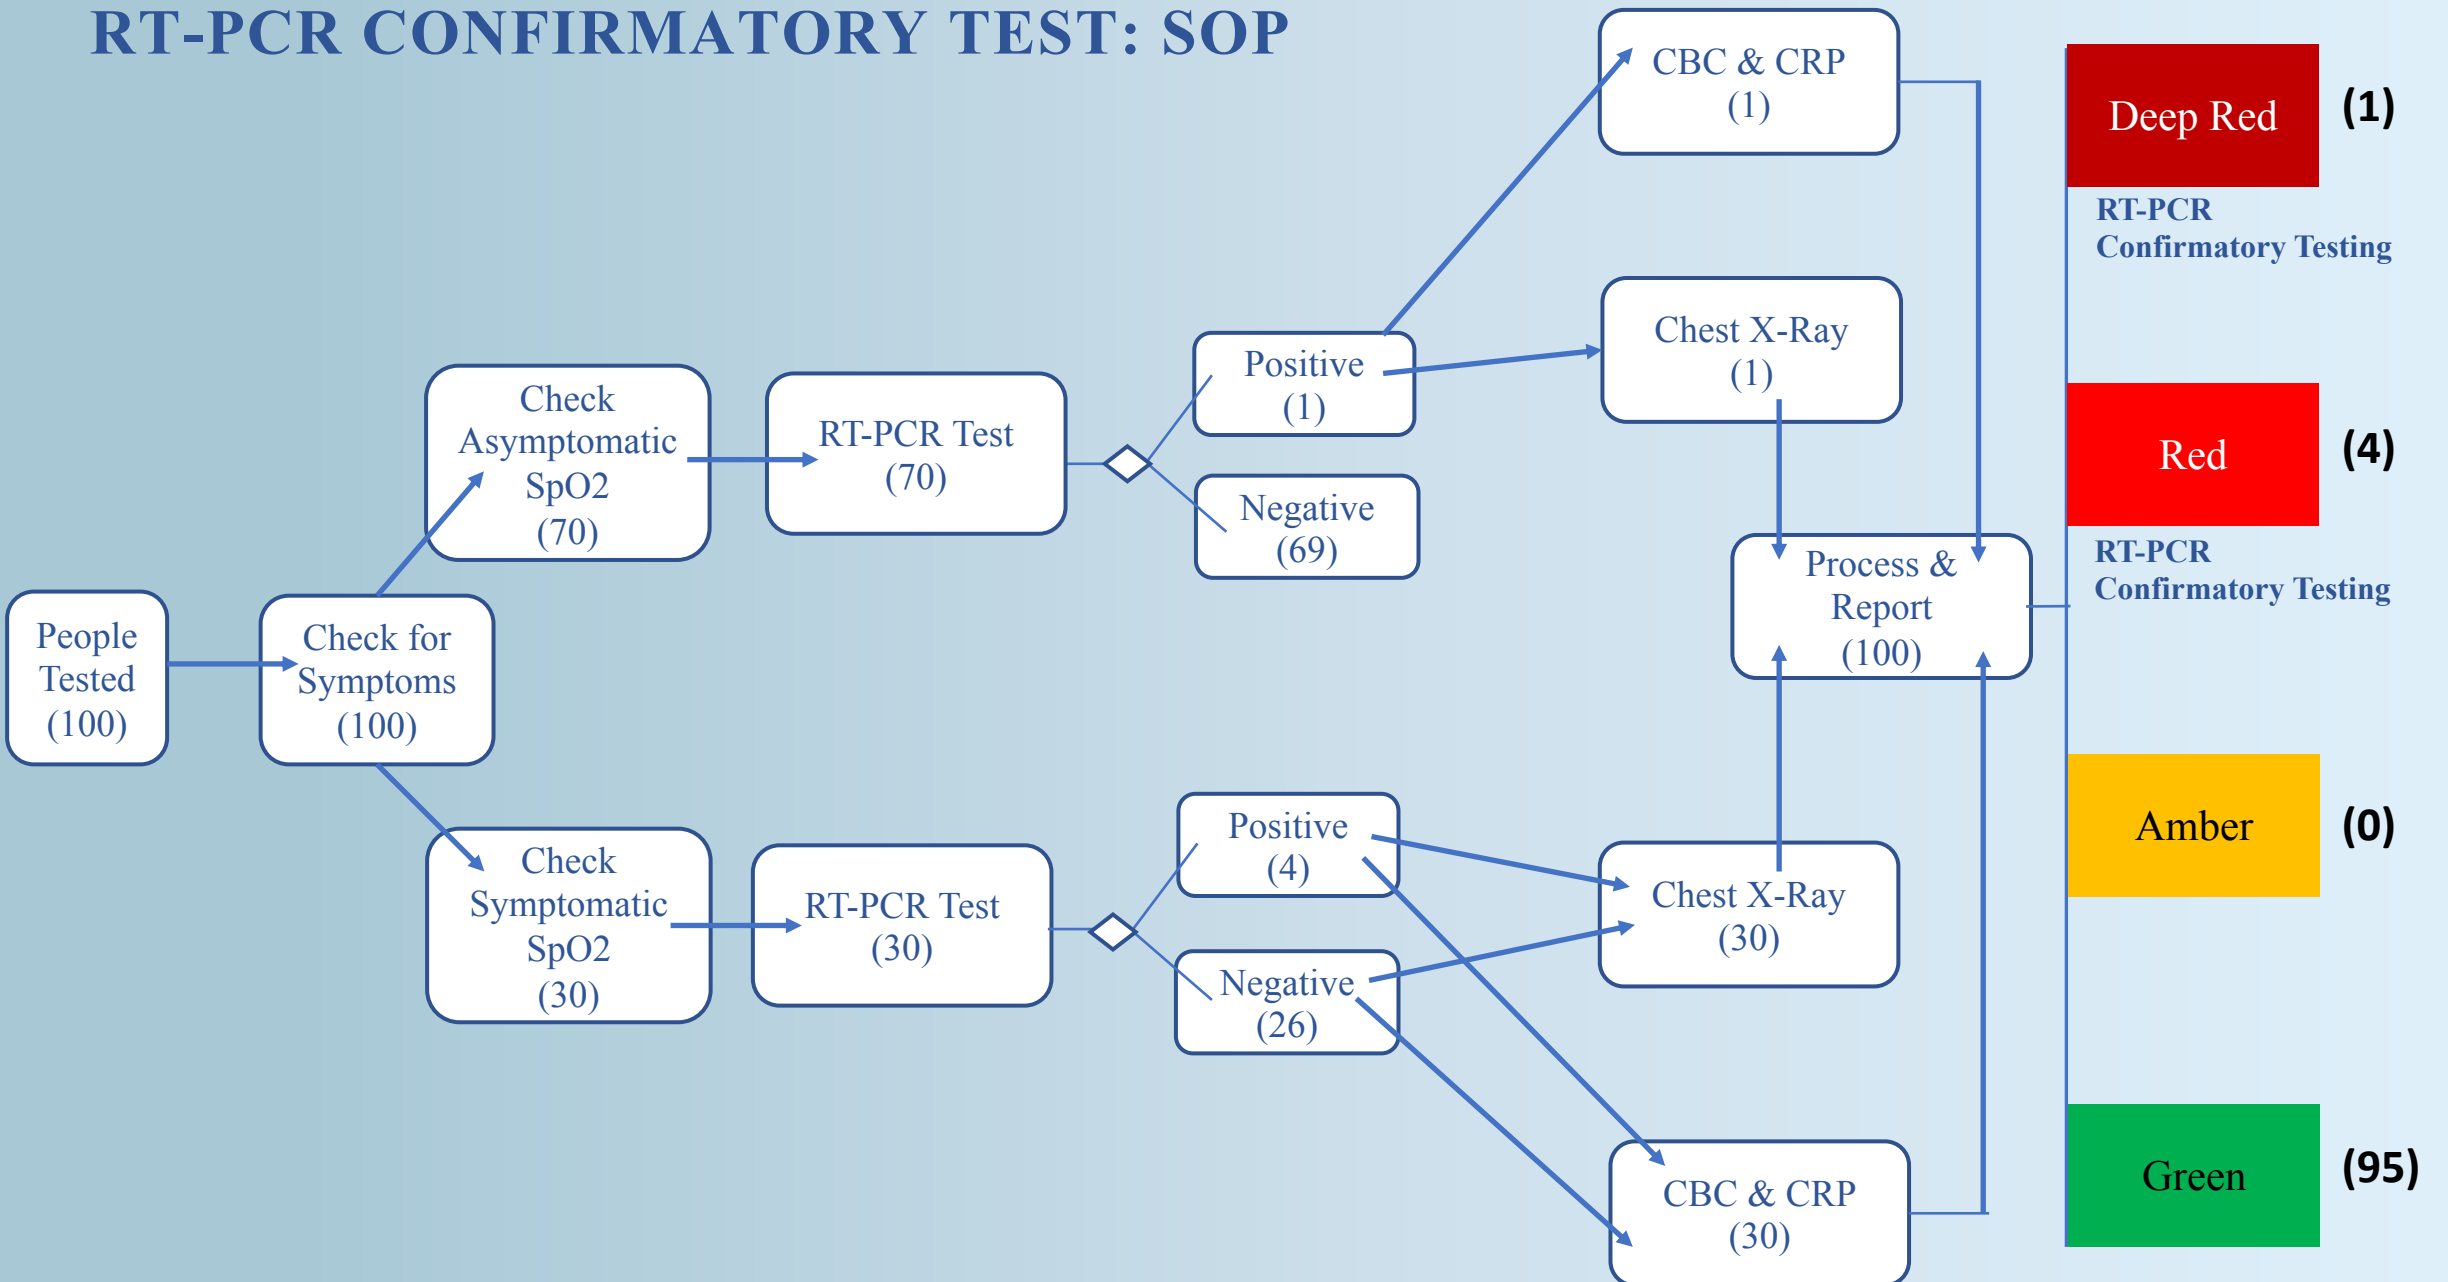 RT-PCR CONFIRMATORY TEST: SOP
People
Tested
(100)
Check for
Symptoms
(100)
Check
Asymptomatic
SpO2
(70)
RT-PCR Test
(70)
Positive
(1)
Negative
(69)
CBC & CRP
(1)
Chest X-Ray
(1)
Check
Symptomatic
SpO2
(30)
RT-PCR Test
(30)
Positive
(4)
Negative
(26)
Chest X-Ray
(30)
CBC & CRP
(30)
Process &
Report
(100)
Deep Red (1)
RT-PCR
Confirmatory Testing
Red (4)
RT-PCR
Confirmatory Testing
Amber (0)
Green (95)